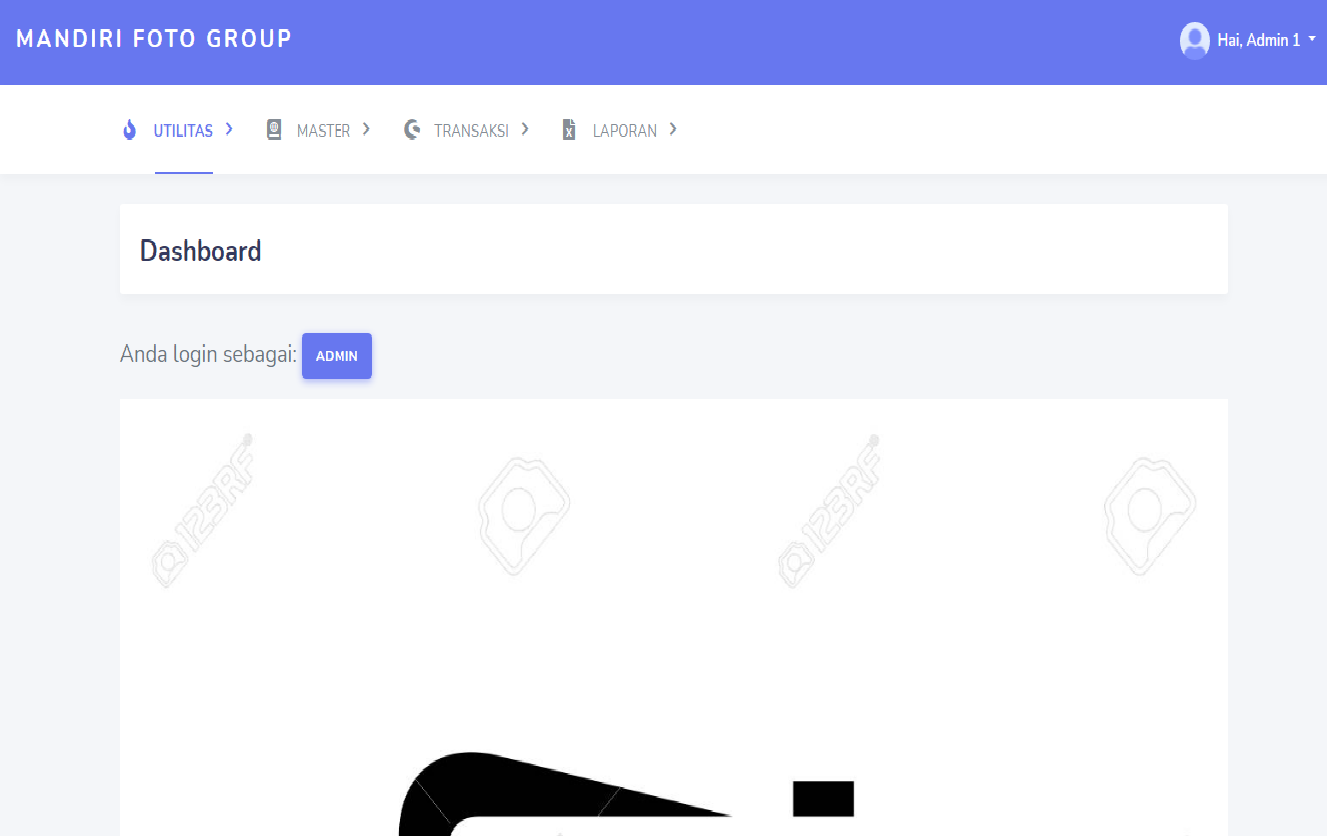 MANDIRI FOTO GROUP
Hai, Admin 1
UTILITAS MASTER TRANSAKSI LAPORAN
Dashboard
Anda login sebagai: ADMIN
123RF
123RF